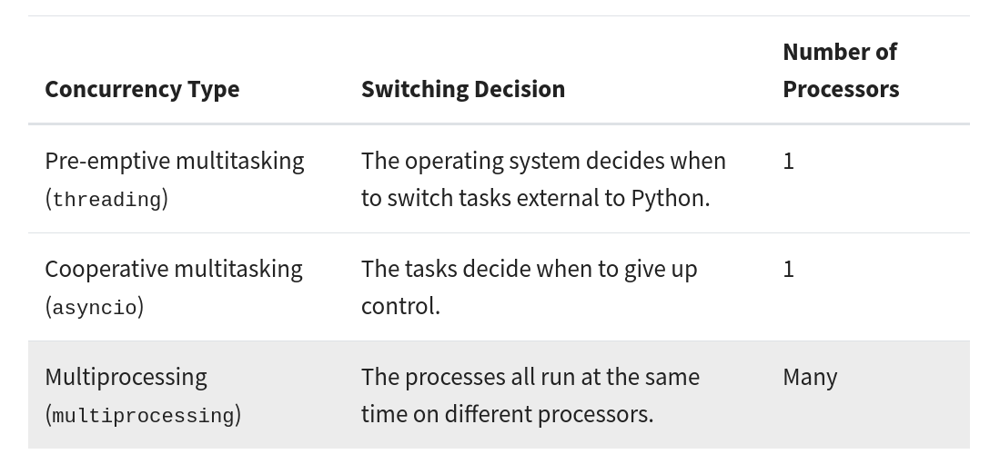 Number of
Concurrency Type Switching Decision Processors
Pre-emptive multitasking The operating system decides when 1
(threading) to switch tasks external to Python.
Cooperative multitasking The tasks decide when to give up 1
(asyncio) control.
Multiprocessing The processes all run at the same Many
(multiprocessing) time on different processors.